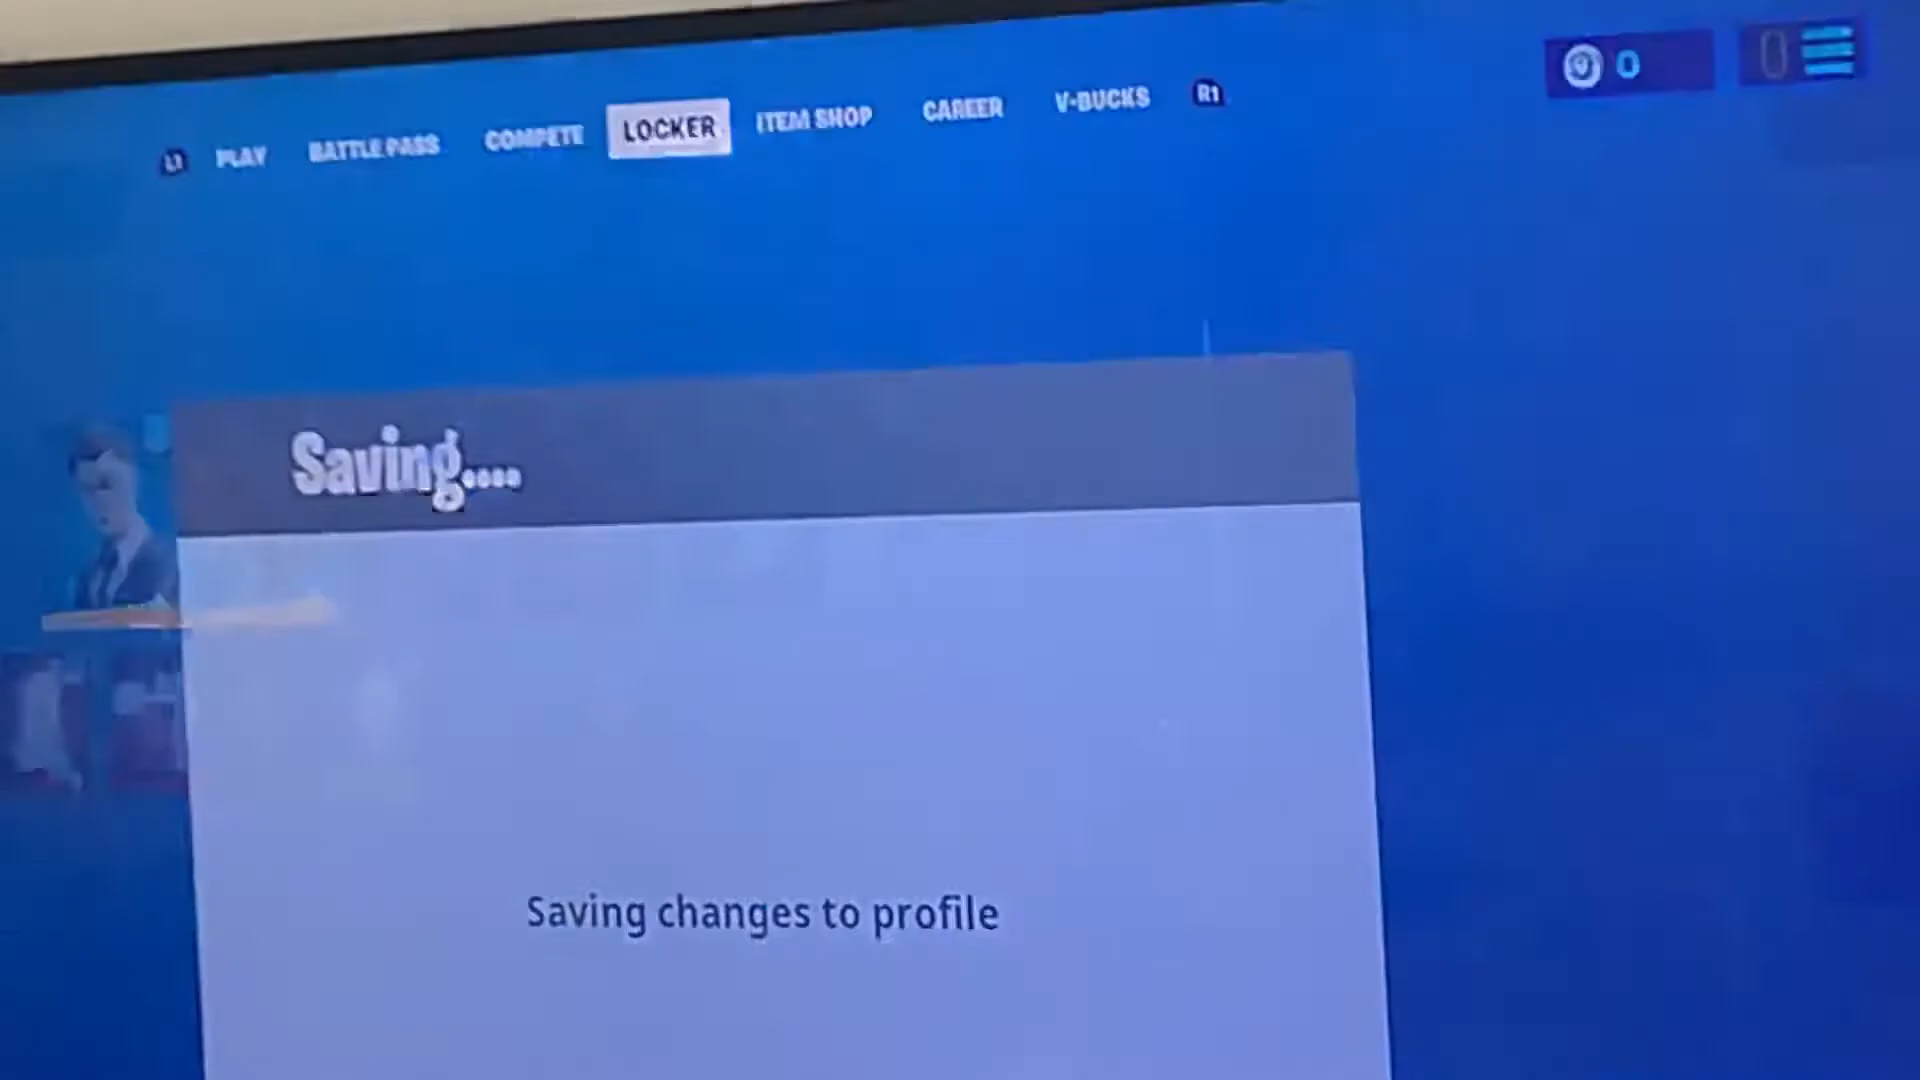 L1 PLAY BATTLE PASS COMPETE LOCKER ITEM SHOP CAREER V-BUCKS R1
0
Saving....
Saving changes to profile